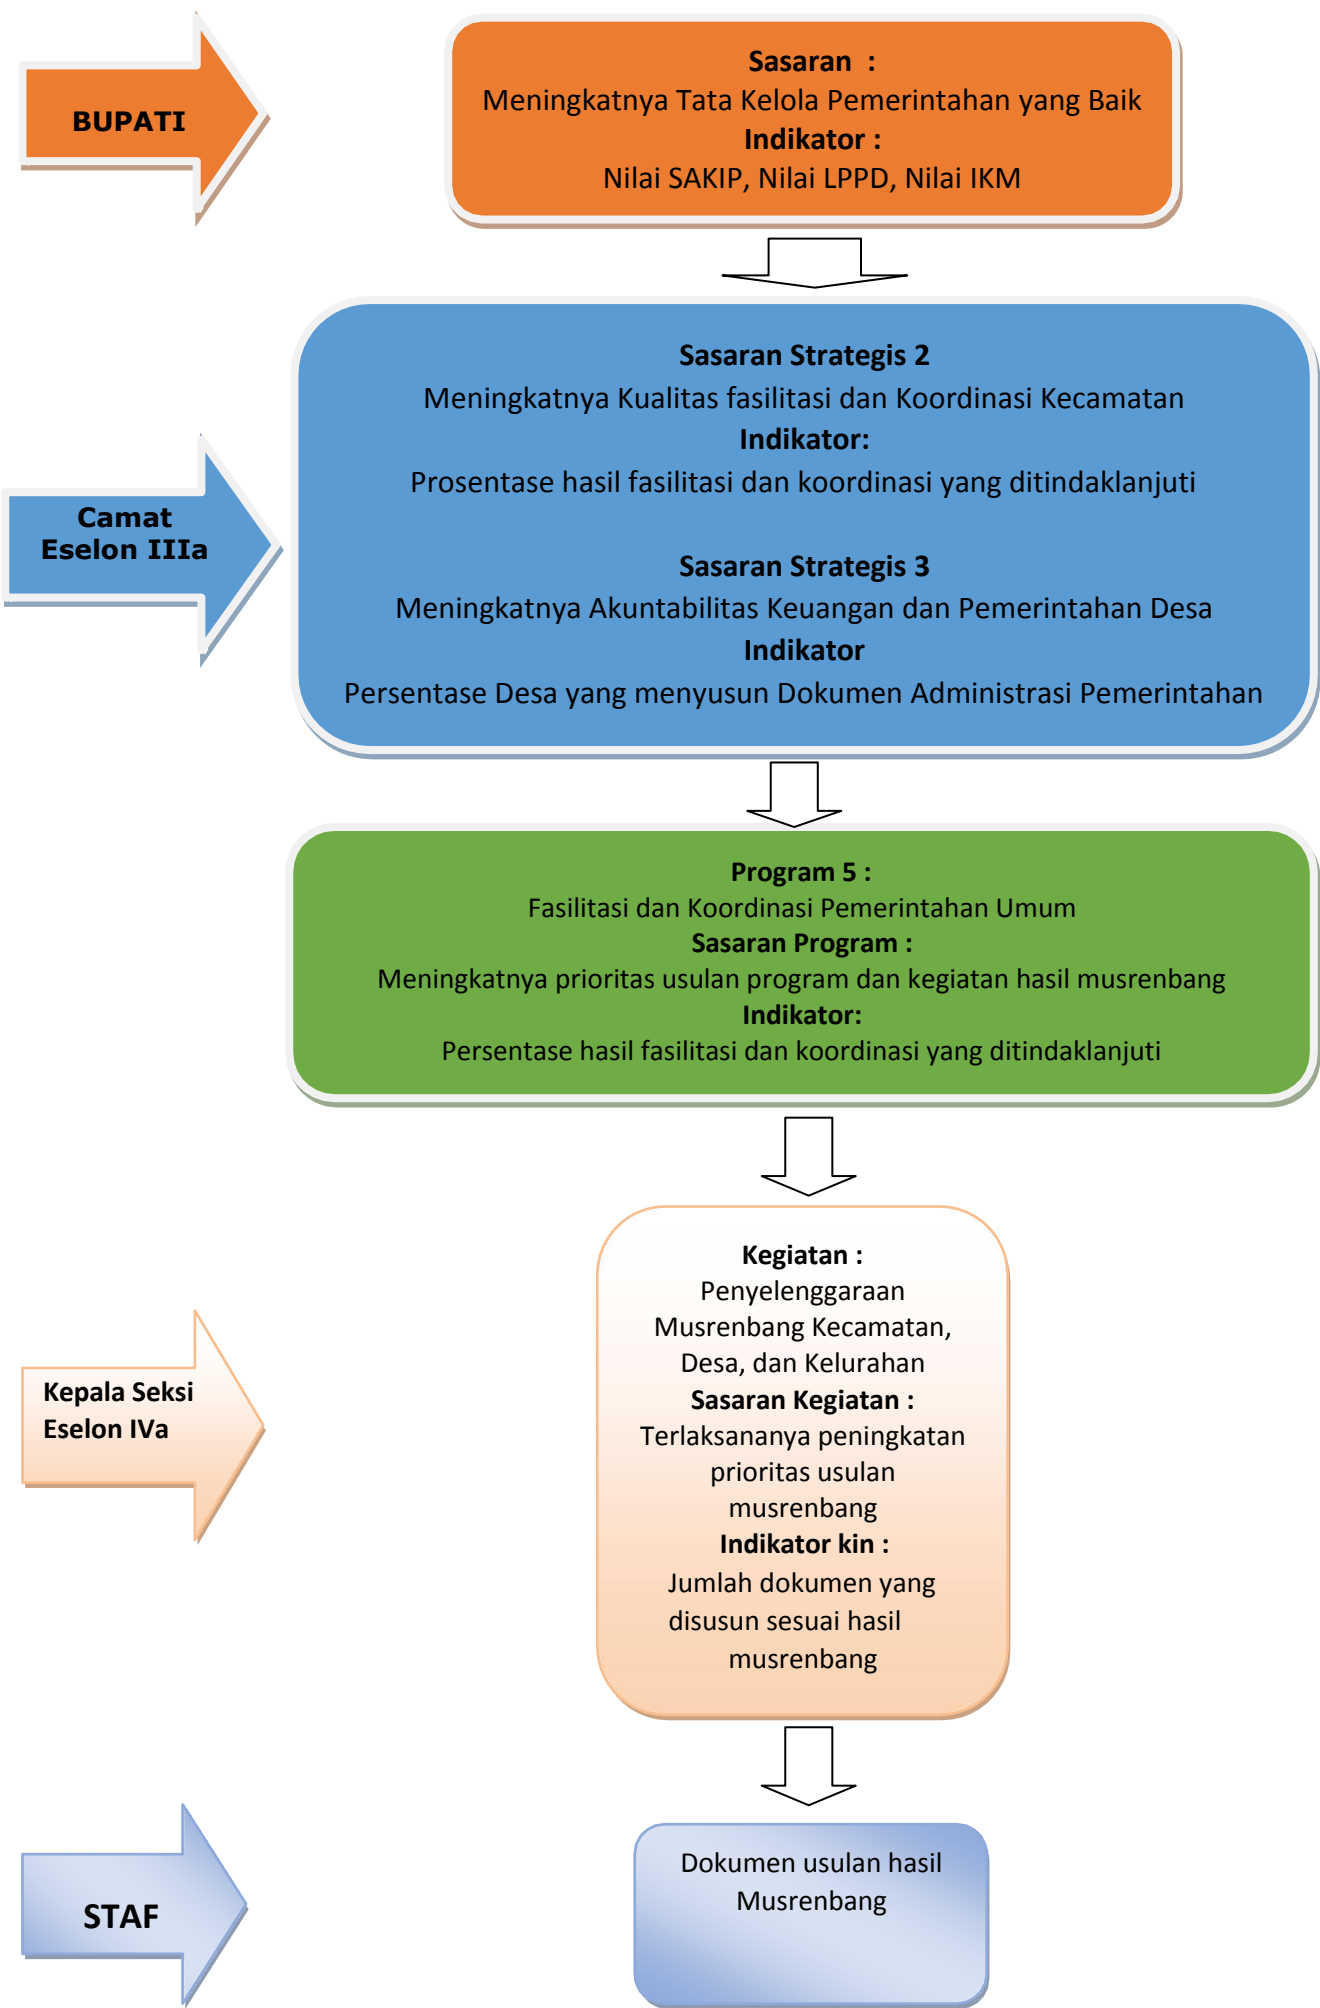 BUPATI
Sasaran  :
Meningkatnya Tata Kelola Pemerintahan yang Baik
Indikator :
Nilai SAKIP, Nilai LPPD, Nilai IKM
Camat
Eselon IIIa
Sasaran Strategis 2
Meningkatnya Kualitas fasilitasi dan Koordinasi Kecamatan
Indikator:
Prosentase hasil fasilitasi dan koordinasi yang ditindaklanjuti
Sasaran Strategis 3
Meningkatnya Akuntabilitas Keuangan dan Pemerintahan Desa
Indikator
Persentase Desa yang menyusun Dokumen Administrasi Pemerintahan
Program 5 :
Fasilitasi dan Koordinasi Pemerintahan Umum
Sasaran Program :
Meningkatnya prioritas usulan program dan kegiatan hasil musrenbang
Indikator:
Persentase hasil fasilitasi dan koordinasi yang ditindaklanjuti
Kepala Seksi
Eselon IVa
Kegiatan :
Penyelenggaraan
Musrenbang Kecamatan,
Desa, dan Kelurahan
Sasaran Kegiatan :
Terlaksananya peningkatan
prioritas usulan
musrenbang
Indikator kin :
Jumlah dokumen yang
disusun sesuai hasil
musrenbang
STAF
Dokumen usulan hasil
Musrenbang